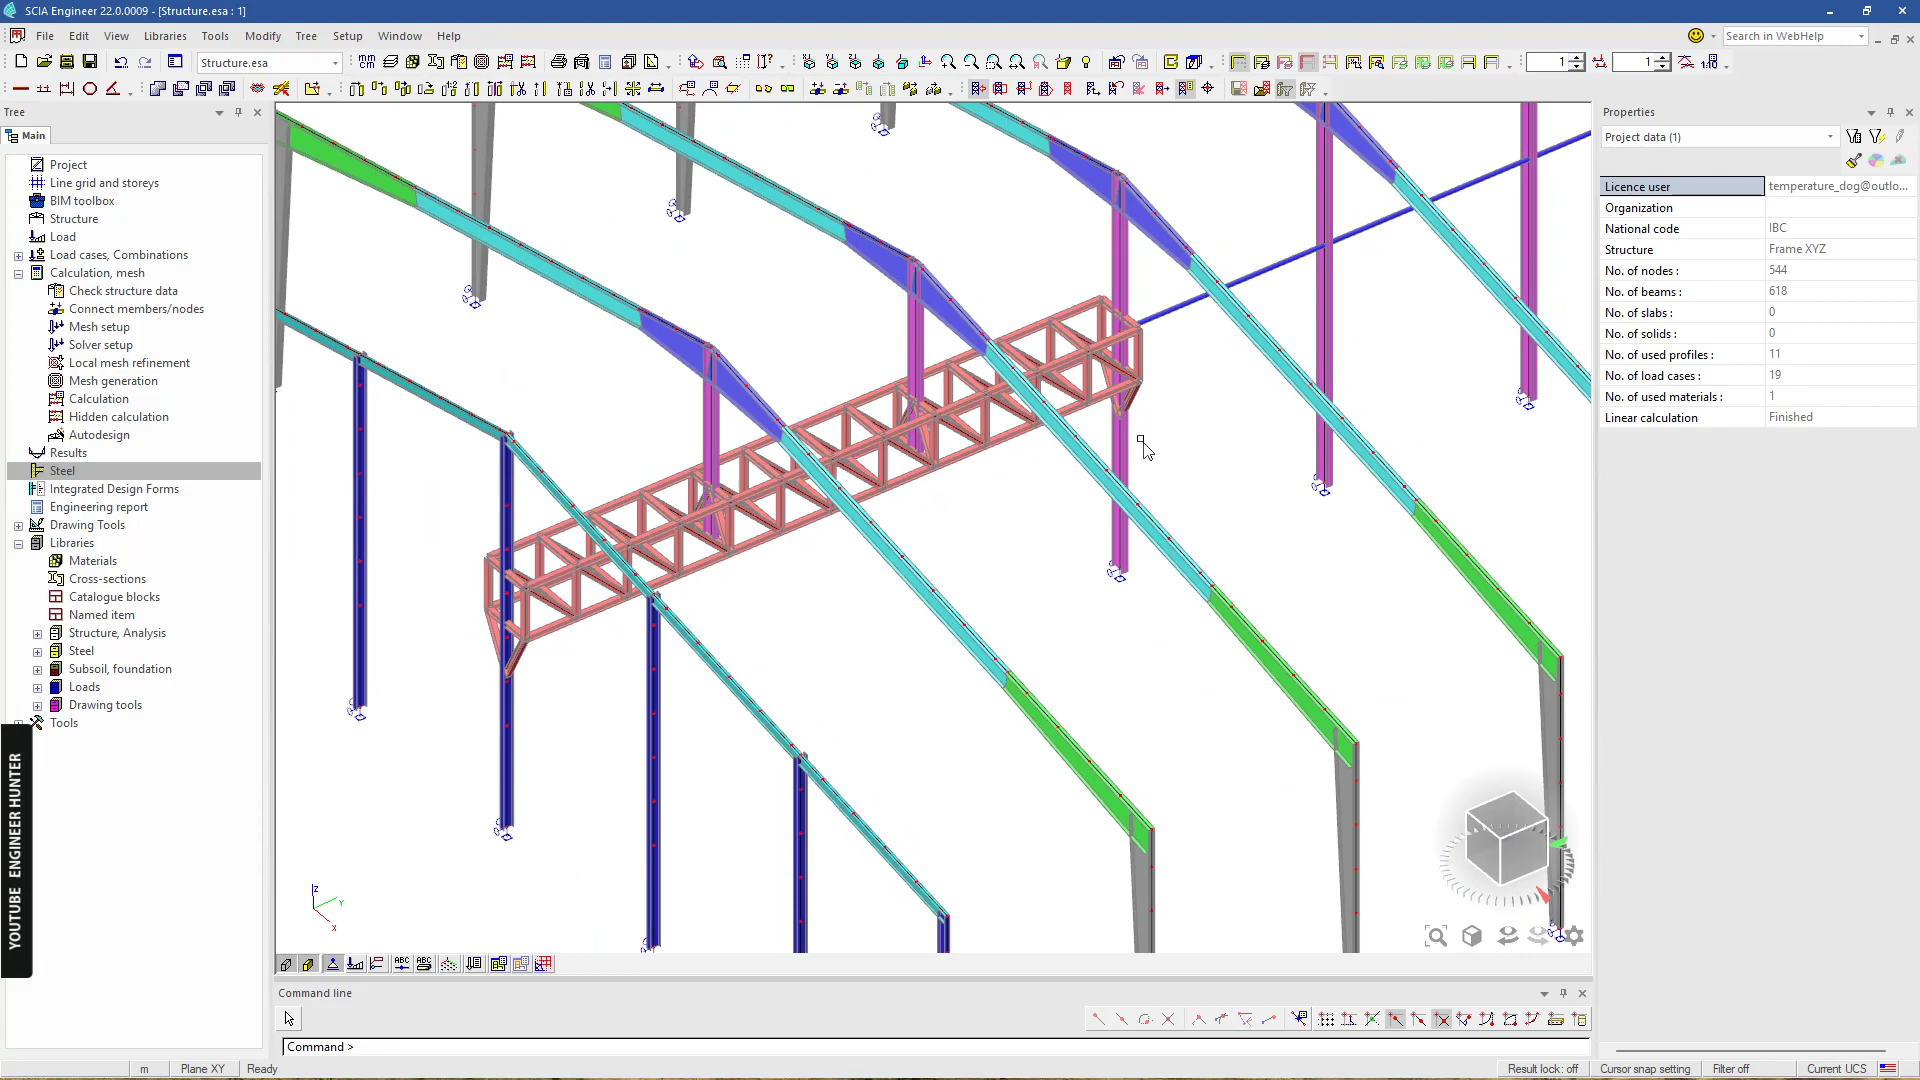 SCIA Engineer 22.0.0009 - [Structure.esa : 1]
File Edit View Libraries Tools Modify Tree Setup Window Help
Search in WebHelp
Structure.esa
1
1
Tree
Main
Project
Line grid and storeys
BIM toolbox
Structure
Load
Load cases, Combinations
Calculation, mesh
Check structure data
Connect members/nodes
Mesh setup
Solver setup
Local mesh refinement
Mesh generation
Calculation
Hidden calculation
Autodesign
Results
Steel
Integrated Design Forms
Engineering report
Drawing Tools
Libraries
Materials
Cross-sections
Catalogue blocks
Named item
Structure, Analysis
Steel
Subsoil, foundation
Loads
Drawing tools
Tools
YOUTUBE ENGINEER HUNTER
Z
Y
X
ABC
ABC
Command line
Command >
m
Plane XY
Ready
Result lock: off
Cursor snap setting
Filter off
Current UCS
Properties
Project data (1)
Licence user temperature_dog@outlo...
Organization
National code IBC
Structure Frame XYZ
No. of nodes : 544
No. of beams : 618
No. of slabs : 0
No. of solids : 0
No. of used profiles : 11
No. of load cases : 19
No. of used materials : 1
Linear calculation Finished